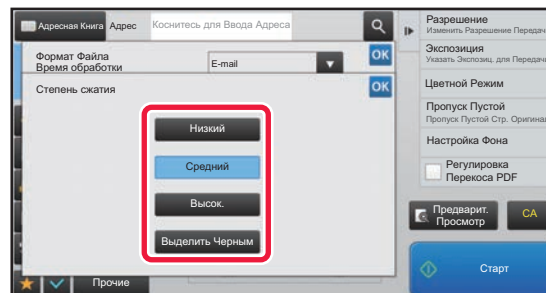 Адресная Книга
Адрес
Коснитесь для Ввода Адреса
Формат Файла
Время обработки
E-mail
OK
Степень сжатия
OK
Низкий
Средний
Высок.
Выделить Черным
Прочие
Разрешение
Изменить Разрешение Передачи
Экспозиция
Указать Экспозиц. для Передачи
Цветной Режим
Пропуск Пустой
Пропуск Пустой Стр. Оригинал
Настройка Фона
Регулировка
Перекоса PDF
Предварит.
Просмотр
CA
Старт